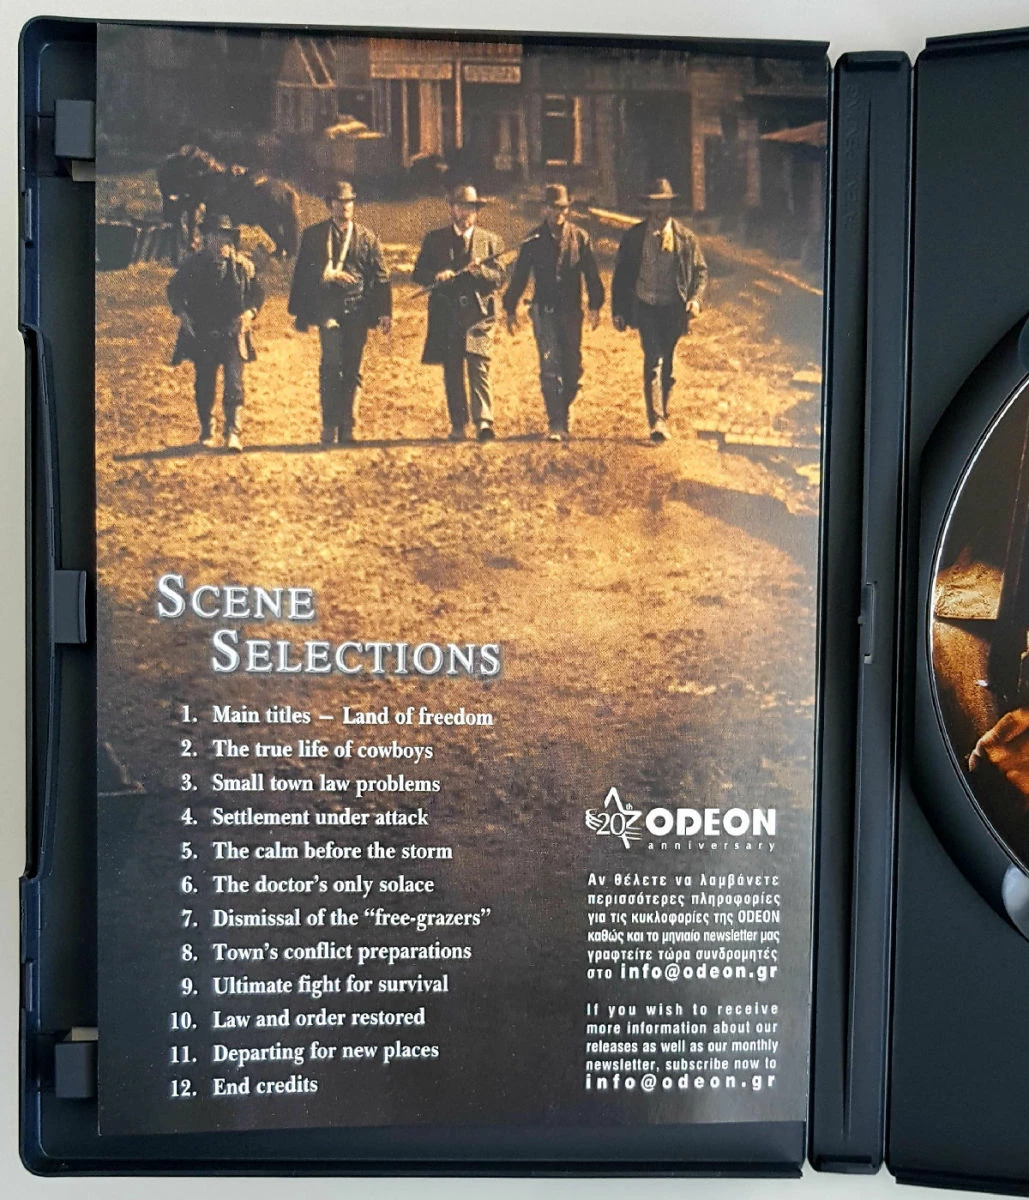 SCENE
SELECTIONS
1. Main titles – Land of freedom
2. The true life of cowboys
3. Small town law problems
4. Settlement under attack
5. The calm before the storm
6. The doctor's only solace
7. Dismissal of the “free-grazers”
8. Town's conflict preparations
9. Ultimate fight for survival
10. Law and order restored
11. Departing for new places
12. End credits
20th ODEON
anniversary
Αν θέλετε να λαμβάνετε
περισσότερες πληροφορίες
για τις κυκλοφορίες της ODEON
καθώς και το μηνιαίο newsletter μας
γραφτείτε τώρα συνδρομητές
στο info@odeon.gr
If you wish to receive
more information about our
releases as well as our monthly
newsletter, subscribe now to
info@odeon.gr